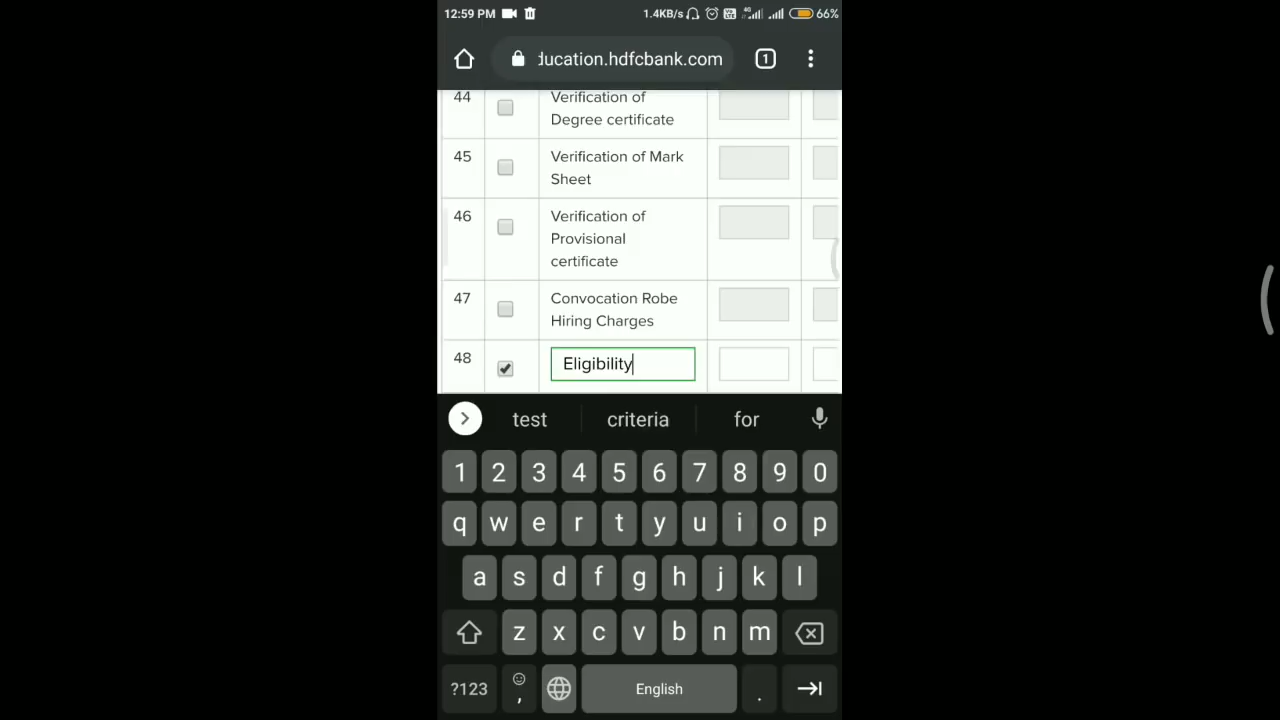 12:59 PM 1.4KB/s 4G 66%
ducation.hdfcbank.com 1
44 Verification of
Degree certificate
45 Verification of Mark
Sheet
46 Verification of
Provisional
certificate
47 Convocation Robe
Hiring Charges
48 Eligibility
test criteria for
1 2 3 4 5 6 7 8 9 0
q w e r t y u i o p
a s d f g h j k l
z x c v b n m
?123 , English .